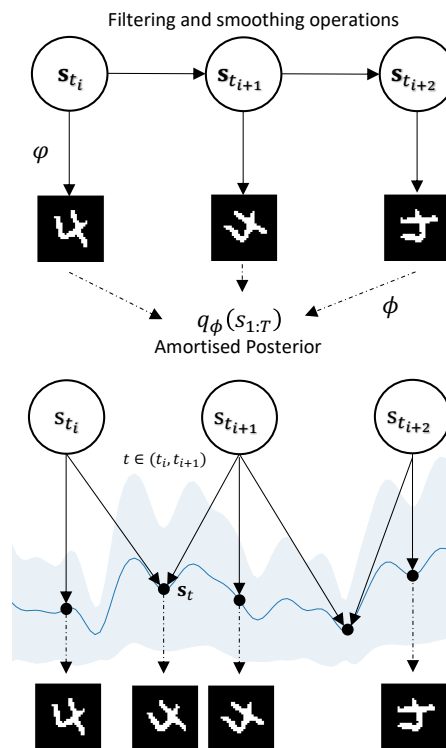 Filtering and smoothing operations
𝐬_{t_i} 𝐬_{t_{i+1}} 𝐬_{t_{i+2}}
φ
q_ϕ(s_{1:T}) ϕ
Amortised Posterior
s_{t_i} s_{t_{i+1}} s_{t_{i+2}}
t ∈ (t_i, t_{i+1})
𝐬_t